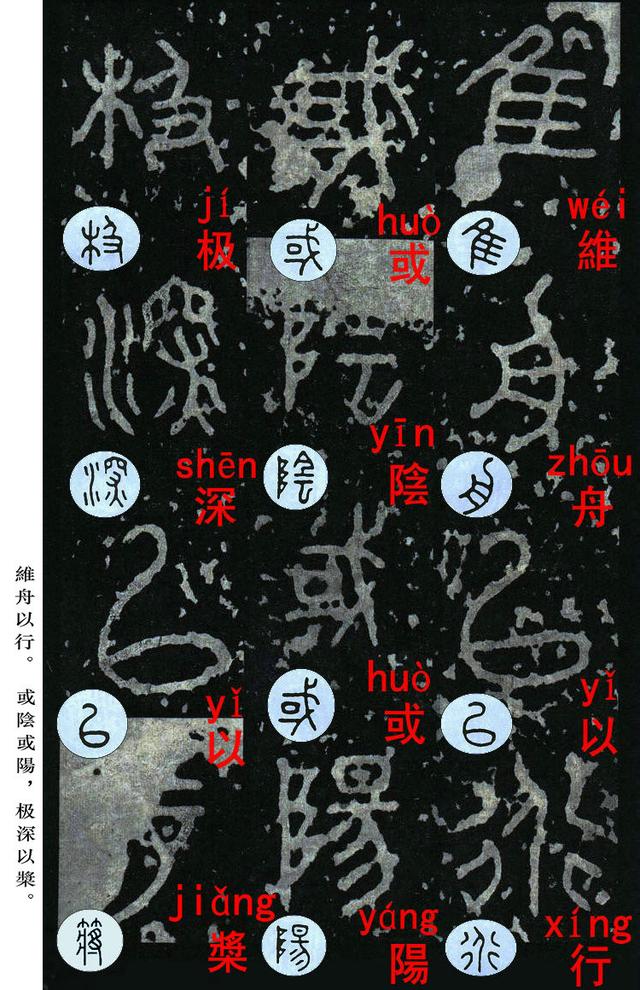 wéi
維
zhōu
舟
yǐ
以
xíng
行
huò
或
yīn
陰
huò
或
yáng
陽
jí
极
shēn
深
yǐ
以
jiǎng
槳
維舟以行。 或陰或陽，极深以槳。